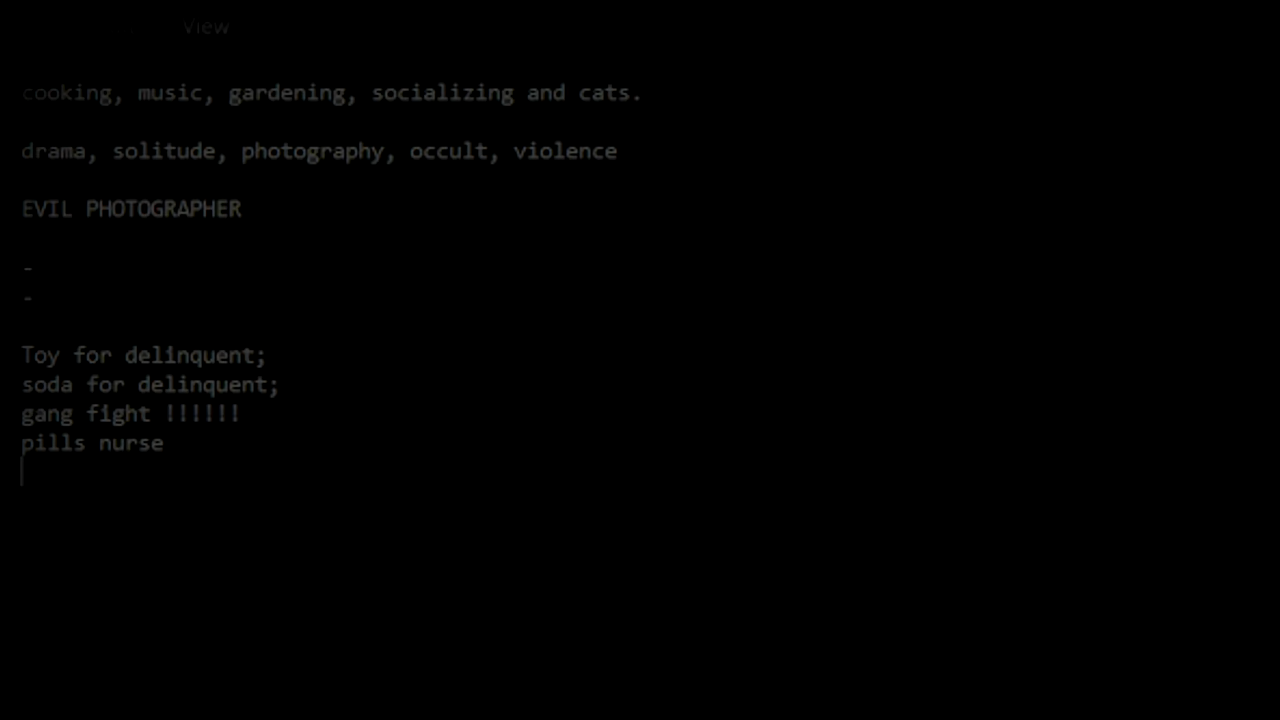 View
cooking, music, gardening, socializing and cats.
drama, solitude, photography, occult, violence
EVIL PHOTOGRAPHER
-
-
Toy for delinquent;
soda for delinquent;
gang fight !!!!!!
pills nurse